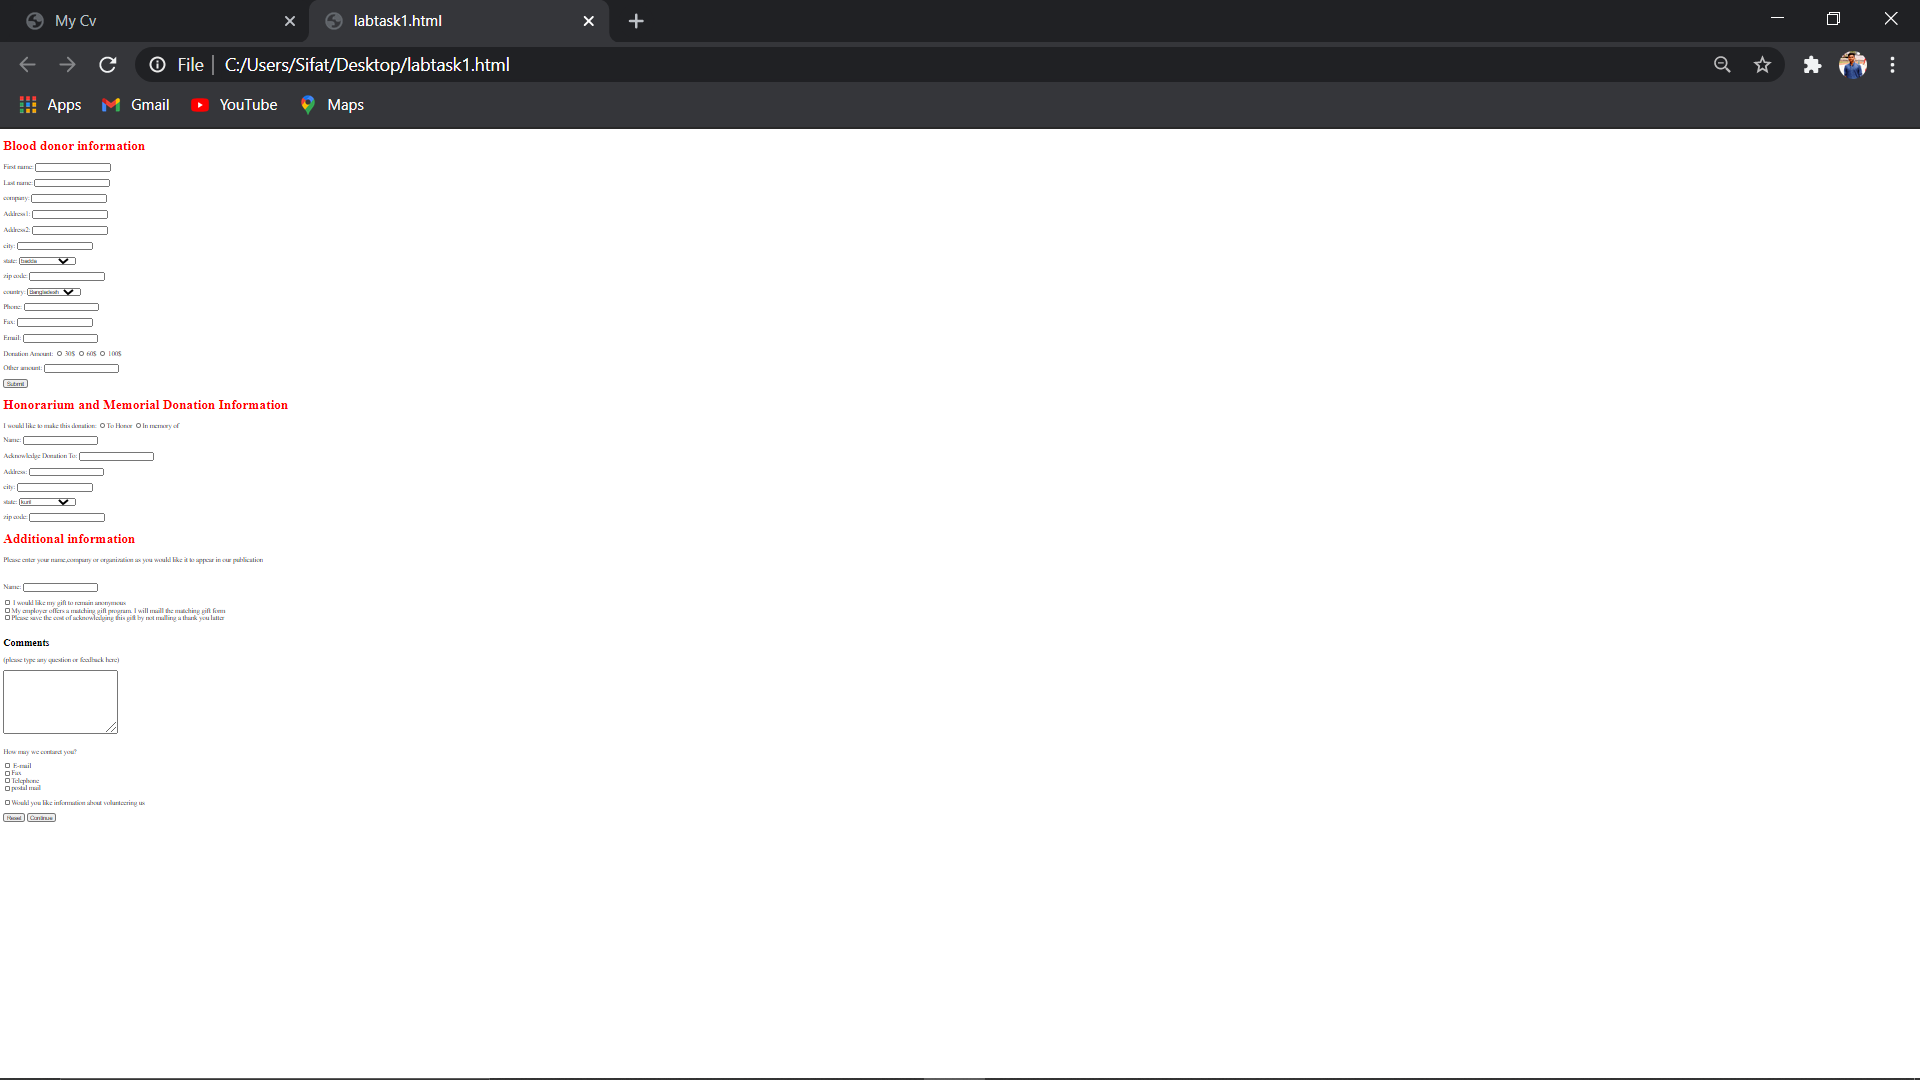 My Cv
labtask1.html
File
C:/Users/Sifat/Desktop/labtask1.html
Apps
Gmail
YouTube
Maps
Blood donor information
First name:
Last name:
company:
Address1:
Address2:
city:
state: badda
zip code:
country: Bangladesh
Phone:
Fax:
Email:
Donation Amount: 30$ 60$ 100$
Other amount:
Submit
Honorarium and Memorial Donation Information
I would like to make this donation: To Honor In memory of
Name:
Acknowledge Donation To:
Address:
city:
state: kuril
zip code:
Additional information
Please enter your name,company or organization as you would like it to appear in our publication
Name:
I would like my gift to remain anonymous
My employer offers a matching gift program. I will maill the matching gift form
Please save the cost of acknowledging this gift by not mailing a thank you latter
Comments
(please type any question or feedback here)
How may we contarct you?
E-mail
Fax
Telephone
postal mail
Would you like information about volunteering us
Reset Continue